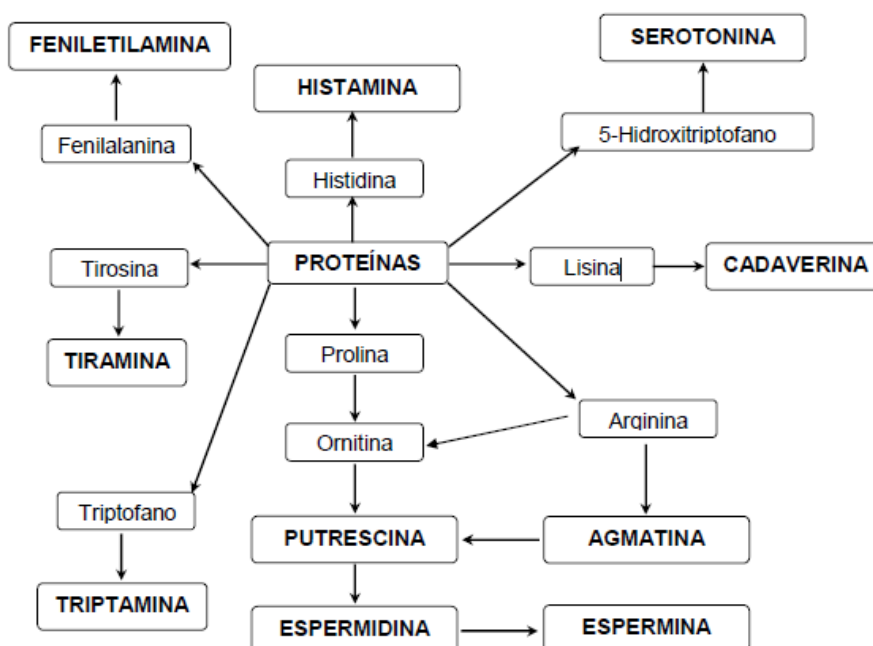 FENILETILAMINA
SEROTONINA
HISTAMINA
Fenilalanina
5-Hidroxitriptofano
Histidina
Tirosina
PROTEÍNAS
Lisina
CADAVERINA
TIRAMINA
Prolina
Arginina
Ornitina
Triptofano
PUTRESCINA
AGMATINA
TRIPTAMINA
ESPERMIDINA
ESPERMINA